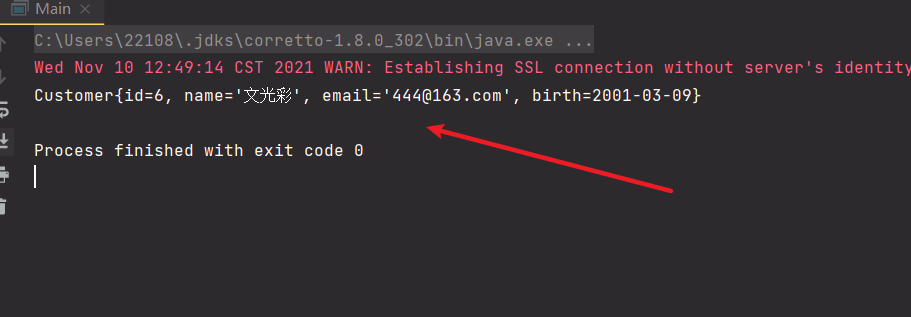 Main
C:\Users\22108\.jdks\corretto-1.8.0_302\bin\java.exe ...
Wed Nov 10 12:49:14 CST 2021 WARN: Establishing SSL connection without server's identity
Customer{id=6, name='文光彩', email='444@163.com', birth=2001-03-09}
Process finished with exit code 0